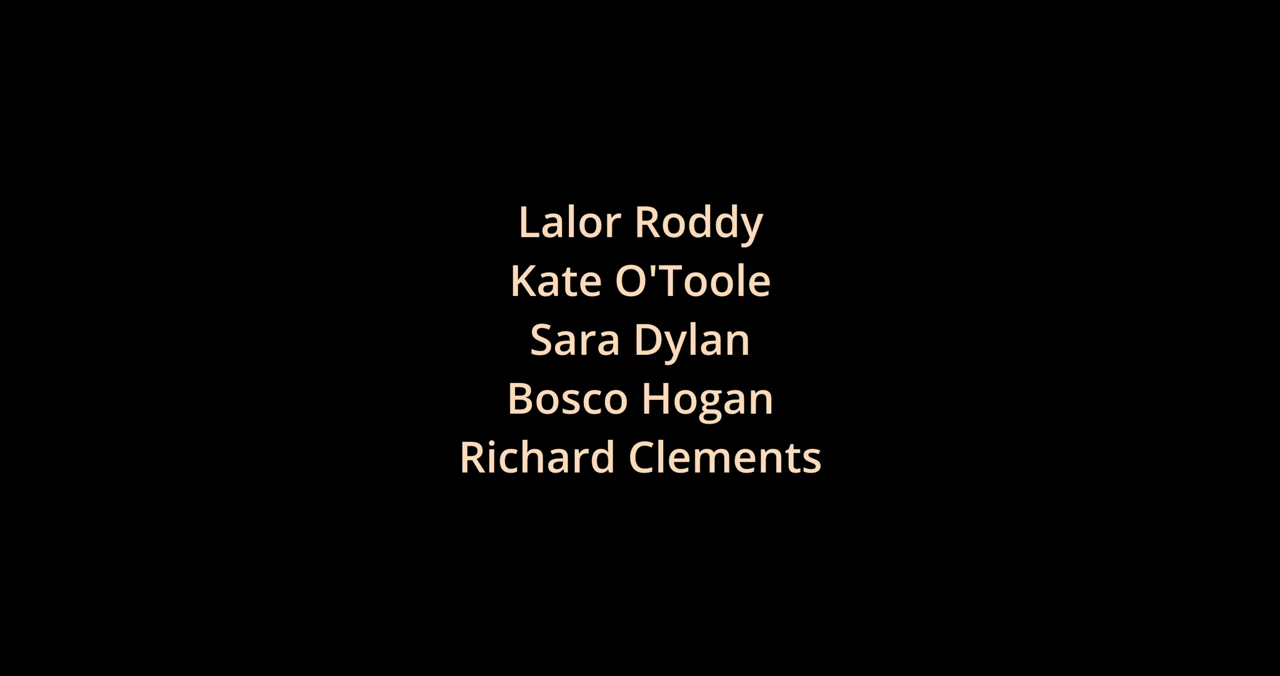 Lalor Roddy
Kate O'Toole
Sara Dylan
Bosco Hogan
Richard Clements